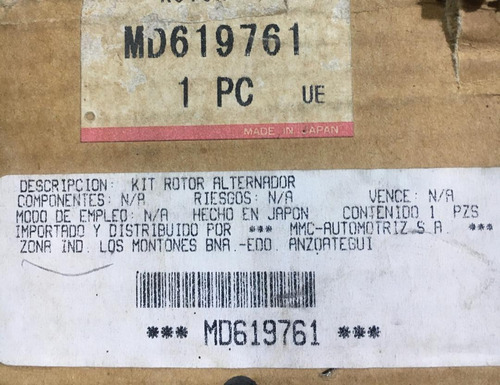 MD619761
1 PC UE
MADE IN JAPAN
DESCRIPCION: KIT ROTOR ALTERNADOR
COMPONENTES: N/A RIESGOS: N/A VENCE: N/A
MODO DE EMPLEO: N/A HECHO EN JAPON CONTENIDO 1 PZS
IMPORTADO Y DISTRIBUIDO POR *** MMC-AUTOMOTRIZ S.A. ***
ZONA IND. LOS MONTONES BNA.-EDO. ANZOATEGUI
*** MD619761 ***